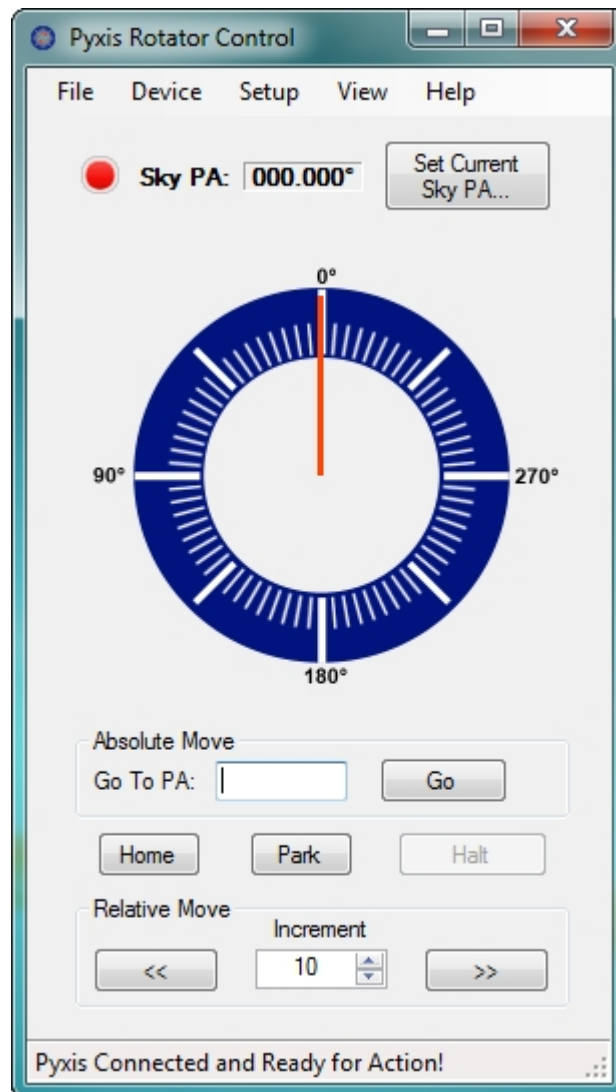 Pyxis Rotator Control
File Device Setup View Help
Sky PA: 000.000°
Set Current
Sky PA...
0°
90°
270°
180°
Absolute Move
Go To PA:
Go
Home
Park
Halt
Relative Move
Increment
<<
10
>>
Pyxis Connected and Ready for Action!